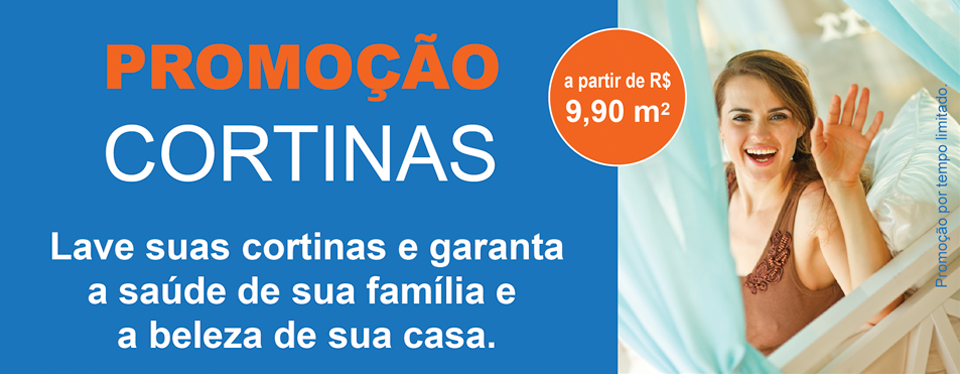 PROMOÇÃO
CORTINAS
Lave suas cortinas e garanta
a saúde de sua família e
a beleza de sua casa.
a partir de R$
9,90 m²
Promoção por tempo limitado.